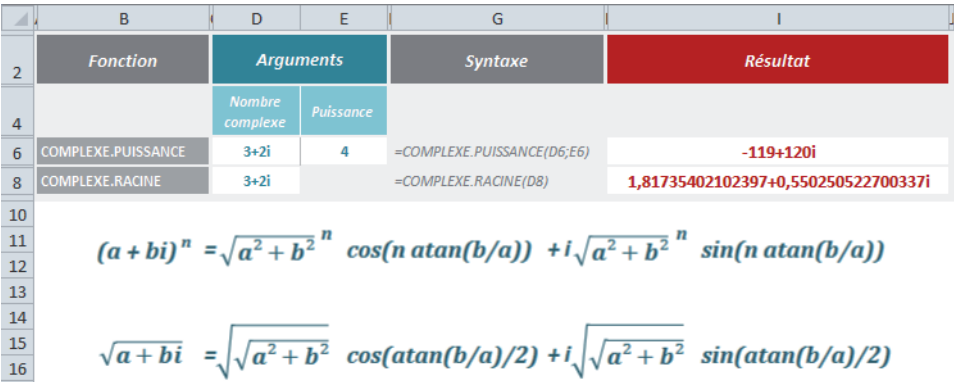 B D E G I J
2 Fonction Arguments Syntaxe Résultat
4 Nombre complexe Puissance
6 COMPLEXE.PUISSANCE 3+2i 4 =COMPLEXE.PUISSANCE(D6;E6) -119+120i
8 COMPLEXE.RACINE 3+2i =COMPLEXE.RACINE(D8) 1,81735402102397+0,550250522700337i
10
11
(a + bi)ⁿ = √a² + b² ⁿ cos(n atan(b/a)) + i √a² + b² ⁿ sin(n atan(b/a))
12
13
14
15
√a + bi = √√a² + b² cos(atan(b/a)/2) + i √√a² + b² sin(atan(b/a)/2)
16